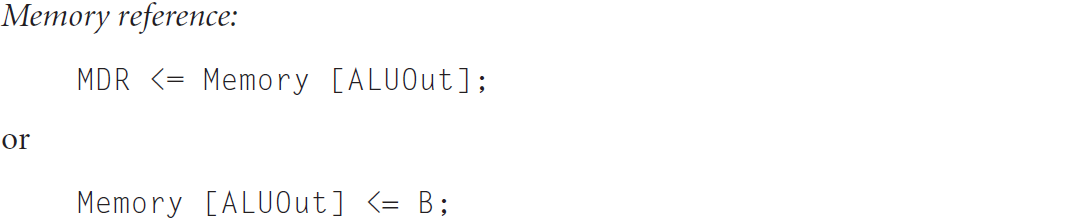 Memory reference:
MDR <= Memory [ALUOut];
or
Memory [ALUOut] <= B;